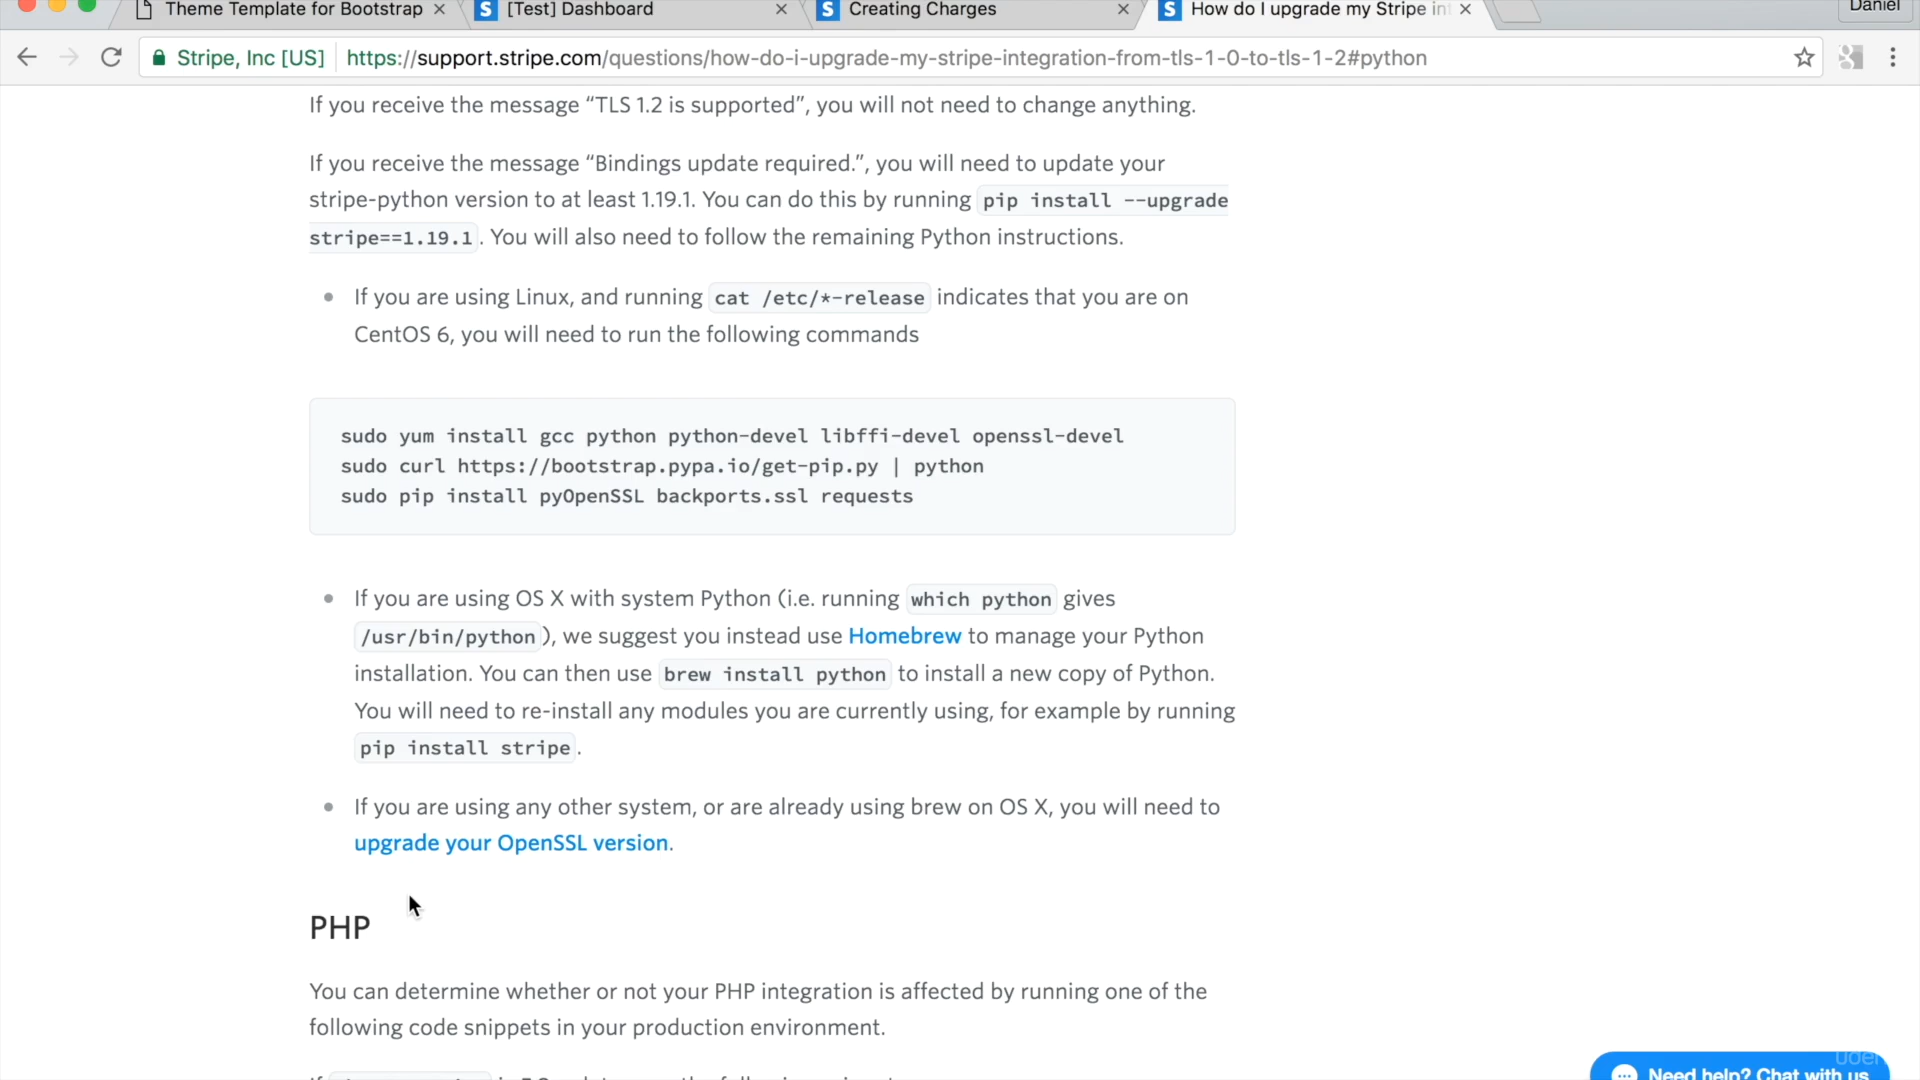 Theme Template for Bootstrap
[Test] Dashboard
Creating Charges
How do I upgrade my Stripe int
Daniel
Stripe, Inc [US]
https://support.stripe.com/questions/how-do-i-upgrade-my-stripe-integration-from-tls-1-0-to-tls-1-2#python
If you receive the message “TLS 1.2 is supported”, you will not need to change anything.
If you receive the message “Bindings update required.”, you will need to update your
stripe-python version to at least 1.19.1. You can do this by running pip install --upgrade
stripe==1.19.1. You will also need to follow the remaining Python instructions.
If you are using Linux, and running cat /etc/*-release indicates that you are on
CentOS 6, you will need to run the following commands
sudo yum install gcc python python-devel libffi-devel openssl-devel
sudo curl https://bootstrap.pypa.io/get-pip.py | python
sudo pip install pyOpenSSL backports.ssl requests
If you are using OS X with system Python (i.e. running which python gives
/usr/bin/python), we suggest you instead use Homebrew to manage your Python
installation. You can then use brew install python to install a new copy of Python.
You will need to re-install any modules you are currently using, for example by running
pip install stripe.
If you are using any other system, or are already using brew on OS X, you will need to
upgrade your OpenSSL version.
PHP
You can determine whether or not your PHP integration is affected by running one of the
following code snippets in your production environment.
Need help? Chat with us